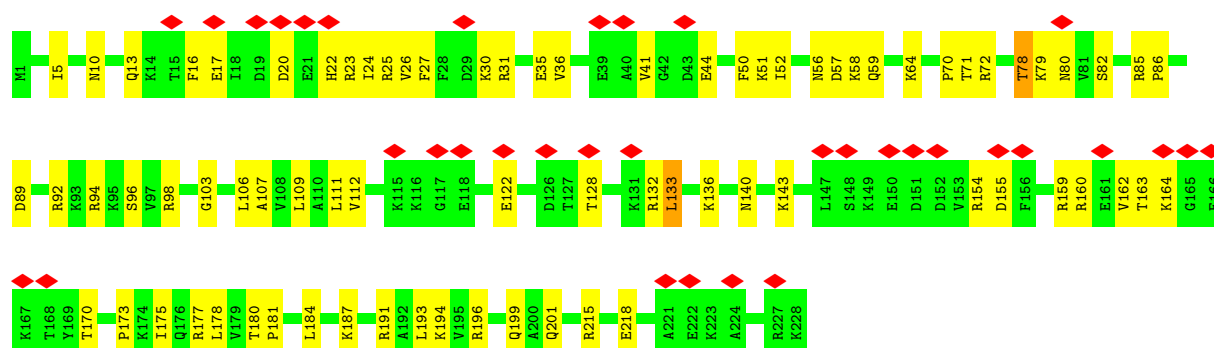 M1 I5 N10 Q13 K14 T15 F16 E17 I18 D19 D20 E21 H22 R23 I24 R25 V26 F27 F28 D29 K30 R31 E35 V36 E39 A40 V41 G42 D43 E44 F50 K51 I52 N56 D57 K58 Q59 K64 P70 T71 R72 T78 K79 N80 V81 S82 R85 P86
D89 R92 K93 R94 K95 S96 V97 R98 G103 L106 A107 V108 L109 A110 L111 V112 K115 K116 G117 E118 E122 D126 T127 T128 K131 R132 L133 K136 N140 K143 L147 S148 K149 E150 D151 D152 V153 R154 D155 F156 R159 R160 E161 V162 T163 K164 G165
K167 T168 Y169 T170 P173 K174 I175 Q176 R177 L178 V179 T180 P181 L184 K187 R191 A192 L193 K194 V195 R196 Q199 A200 Q201 R215 E218 A221 E222 K223 A224 R227 K228